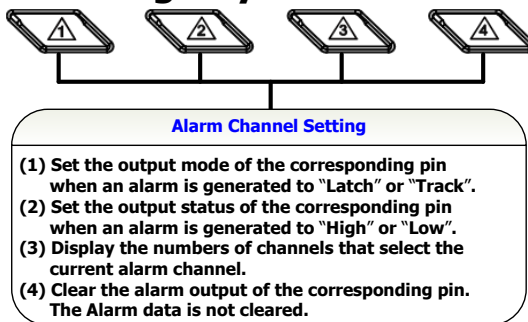 1 2 3 4
Alarm Channel Setting
(1) Set the output mode of the corresponding pin
when an alarm is generated to “Latch” or “Track”.
(2) Set the output status of the corresponding pin
when an alarm is generated to “High” or “Low”.
(3) Display the numbers of channels that select the
current alarm channel.
(4) Clear the alarm output of the corresponding pin.
The Alarm data is not cleared.